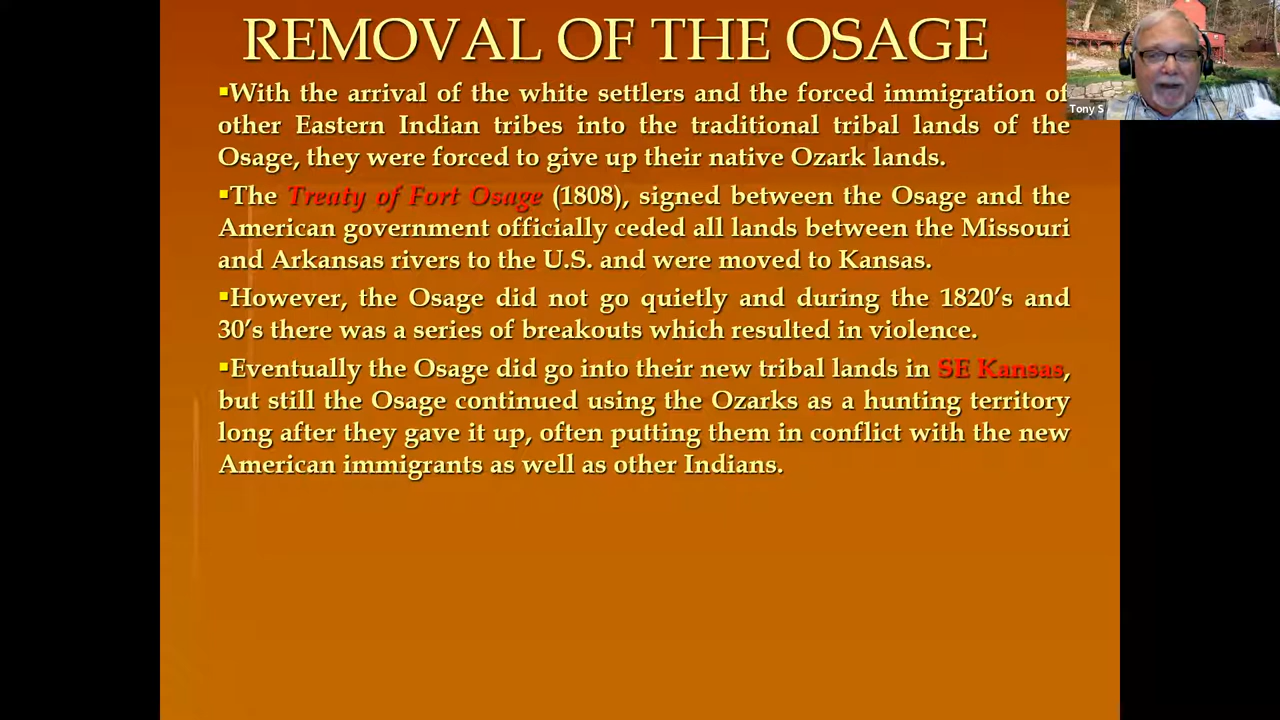 REMOVAL OF THE OSAGE
▪With the arrival of the white settlers and the forced immigration of
other Eastern Indian tribes into the traditional tribal lands of the
Osage, they were forced to give up their native Ozark lands.
▪The Treaty of Fort Osage (1808), signed between the Osage and the
American government officially ceded all lands between the Missouri
and Arkansas rivers to the U.S. and were moved to Kansas.
▪However, the Osage did not go quietly and during the 1820's and
30's there was a series of breakouts which resulted in violence.
▪Eventually the Osage did go into their new tribal lands in SE Kansas,
but still the Osage continued using the Ozarks as a hunting territory
long after they gave it up, often putting them in conflict with the new
American immigrants as well as other Indians.
Tony S